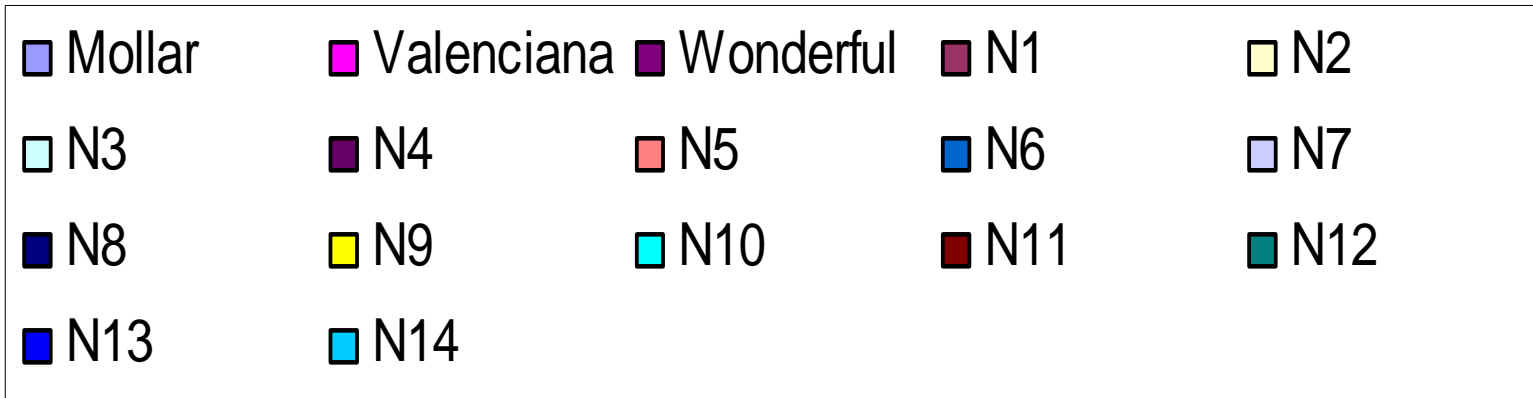 Mollar Valenciana Wonderful N1 N2
N3 N4 N5 N6 N7
N8 N9 N10 N11 N12
N13 N14